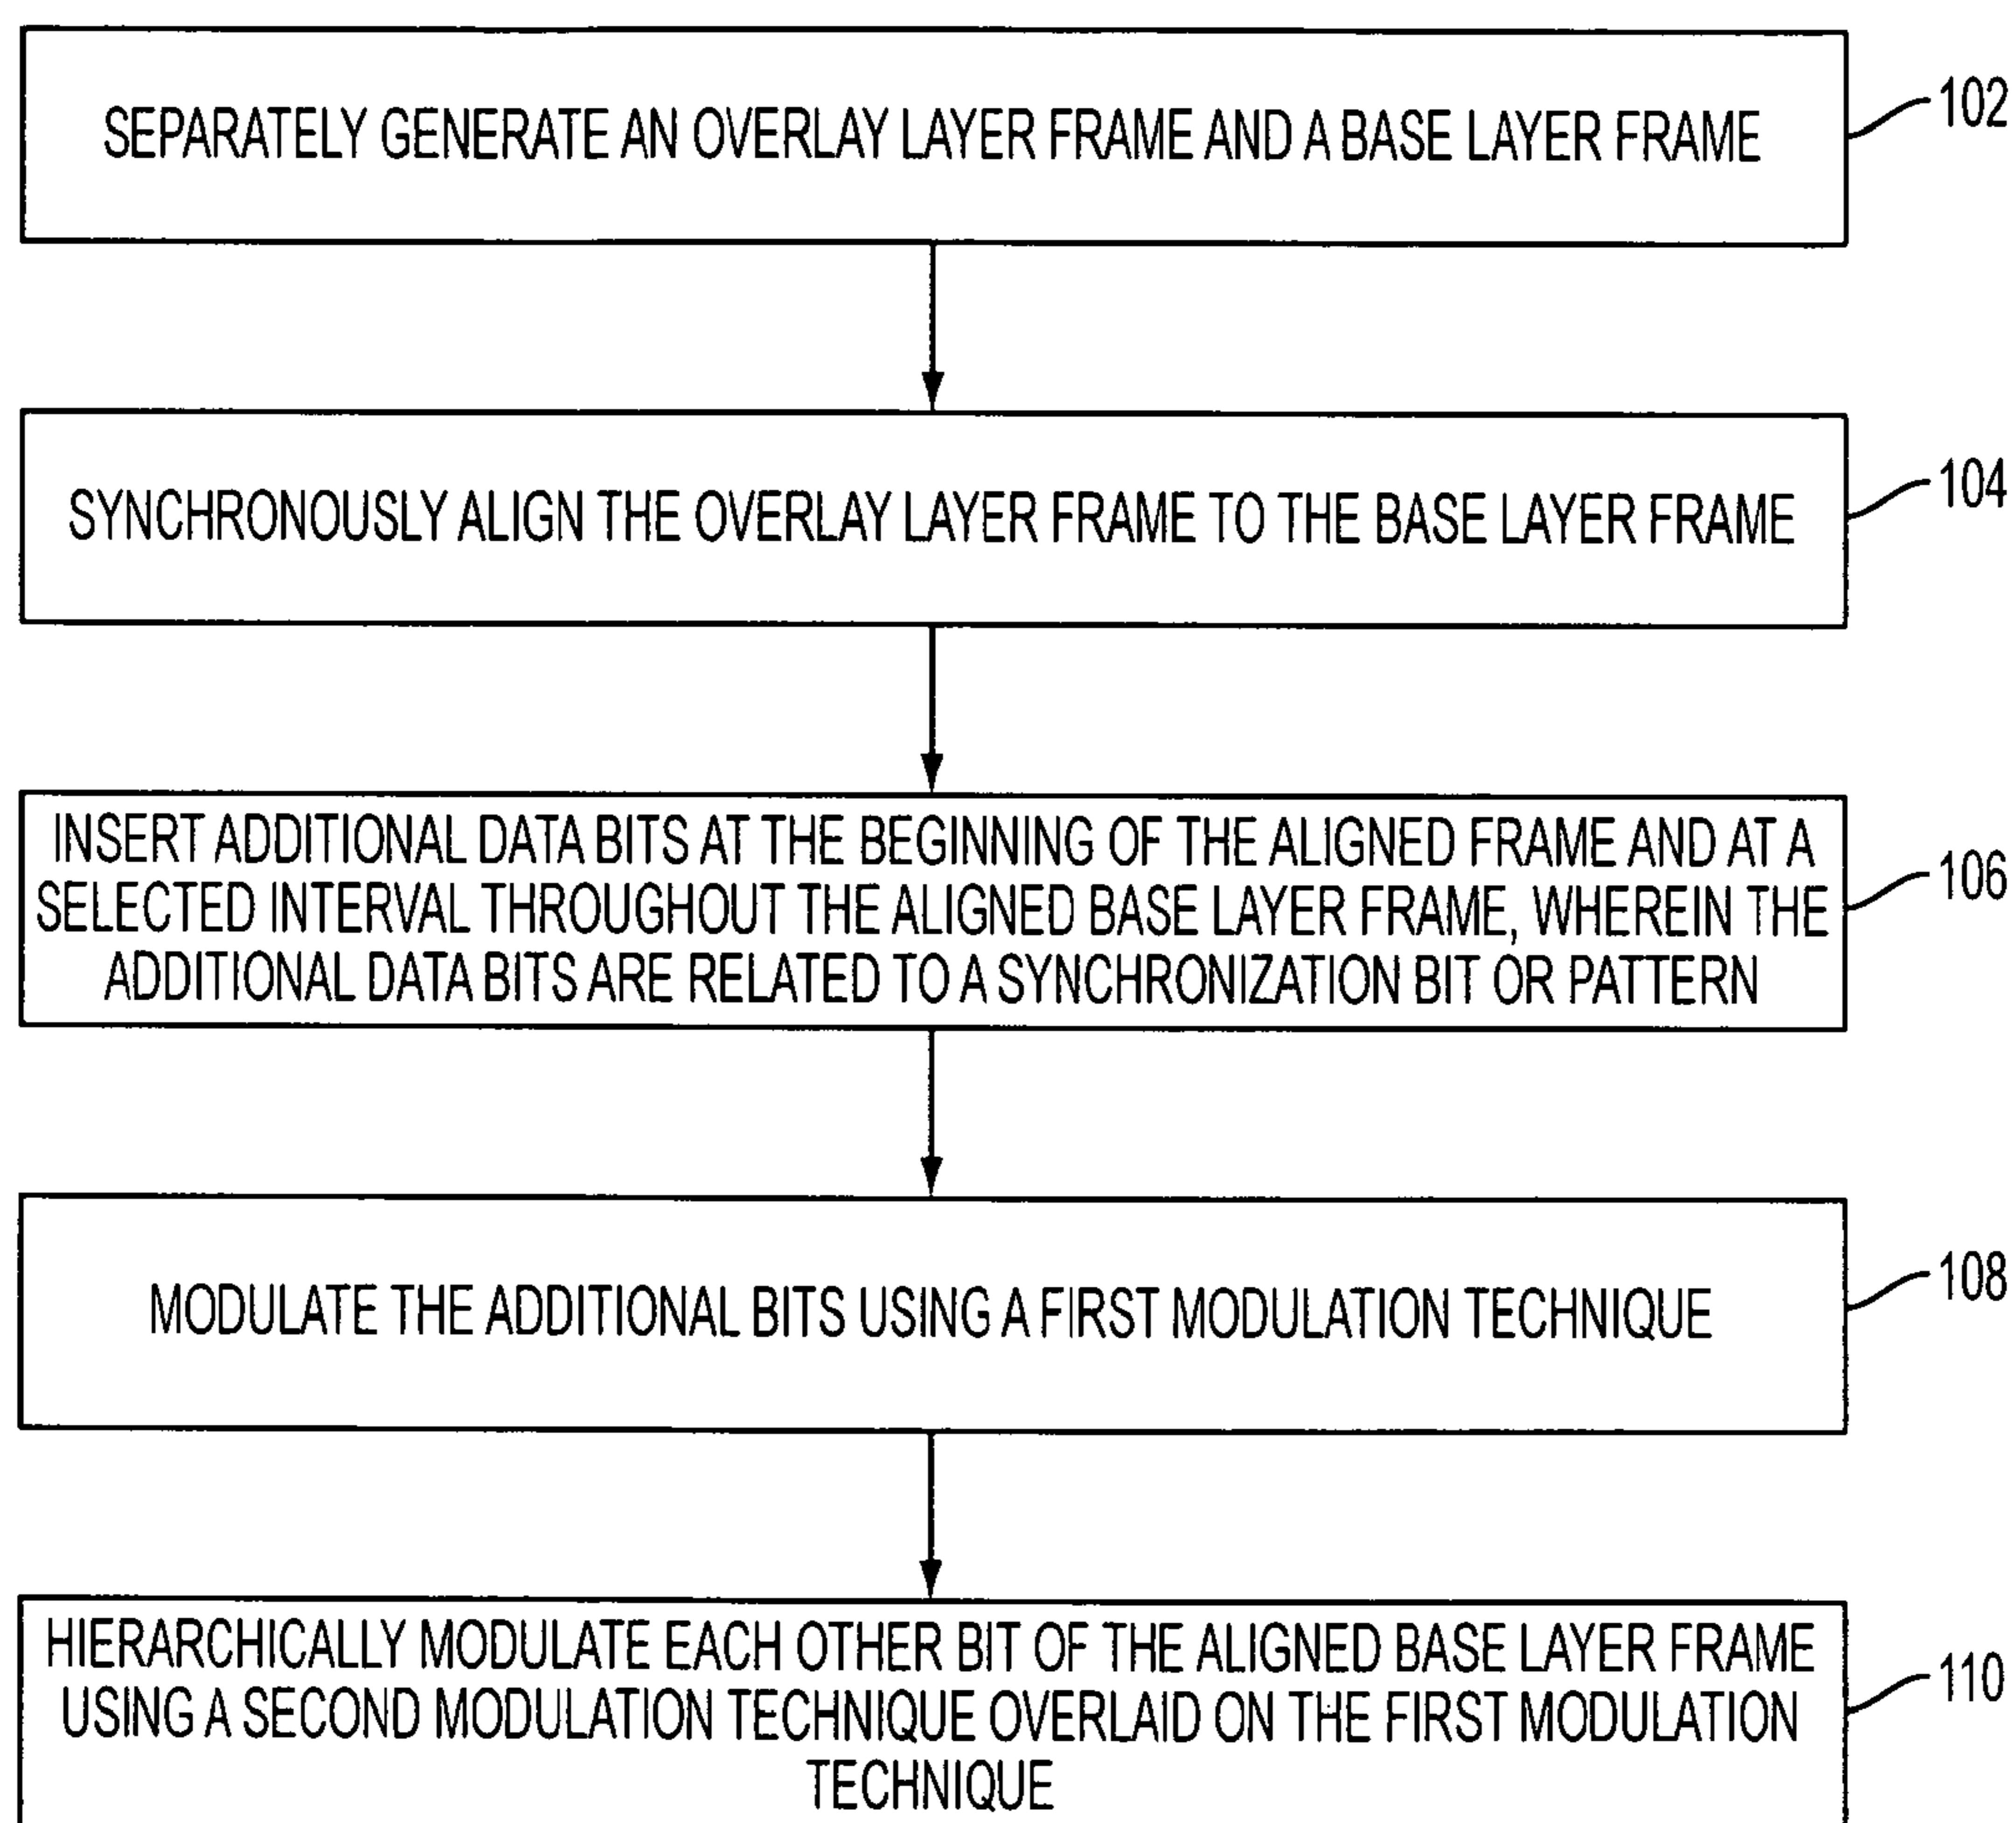 SEPARATELY GENERATE AN OVERLAY LAYER FRAME AND A BASE LAYER FRAME
102
SYNCHRONOUSLY ALIGN THE OVERLAY LAYER FRAME TO THE BASE LAYER FRAME
104
INSERT ADDITIONAL DATA BITS AT THE BEGINNING OF THE ALIGNED FRAME AND AT A
SELECTED INTERVAL THROUGHOUT THE ALIGNED BASE LAYER FRAME, WHEREIN THE
ADDITIONAL DATA BITS ARE RELATED TO A SYNCHRONIZATION BIT OR PATTERN
106
MODULATE THE ADDITIONAL BITS USING A FIRST MODULATION TECHNIQUE
108
HIERARCHICALLY MODULATE EACH OTHER BIT OF THE ALIGNED BASE LAYER FRAME
USING A SECOND MODULATION TECHNIQUE OVERLAID ON THE FIRST MODULATION
TECHNIQUE
110